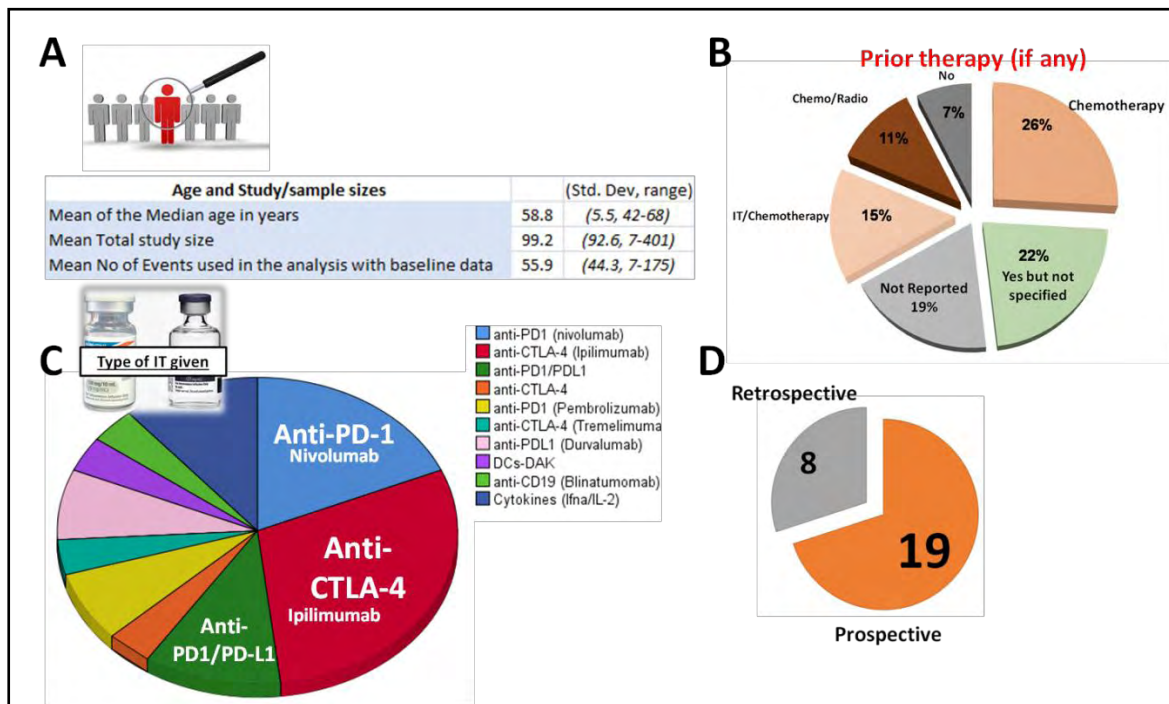 A
Age and Study/sample sizes (Std. Dev, range)
Mean of the Median age in years 58.8 (5.5, 42-68)
Mean Total study size 99.2 (92.6, 7-401)
Mean No of Events used in the analysis with baseline data 55.9 (44.3, 7-175)
B
Prior therapy (if any)
No
7%
Chemotherapy
26%
Chemo/Radio
11%
IT/Chemotherapy
15%
Not Reported
19%
22%
Yes but not
specified
C
Type of IT given
Anti-PD-1
Nivolumab
Anti-
CTLA-4
Ipilimumab
Anti-
PD1/PD-L1
anti-PD1 (nivolumab)
anti-CTLA-4 (Ipilimumab)
anti-PD1/PDL1
anti-CTLA-4
anti-PD1 (Pembrolizumab)
anti-CTLA-4 (Tremelimuma
anti-PDL1 (Durvalumab)
DCs-DAK
anti-CD19 (Blinatumomab)
Cytokines (Ifna/IL-2)
D
Retrospective
8
19
Prospective